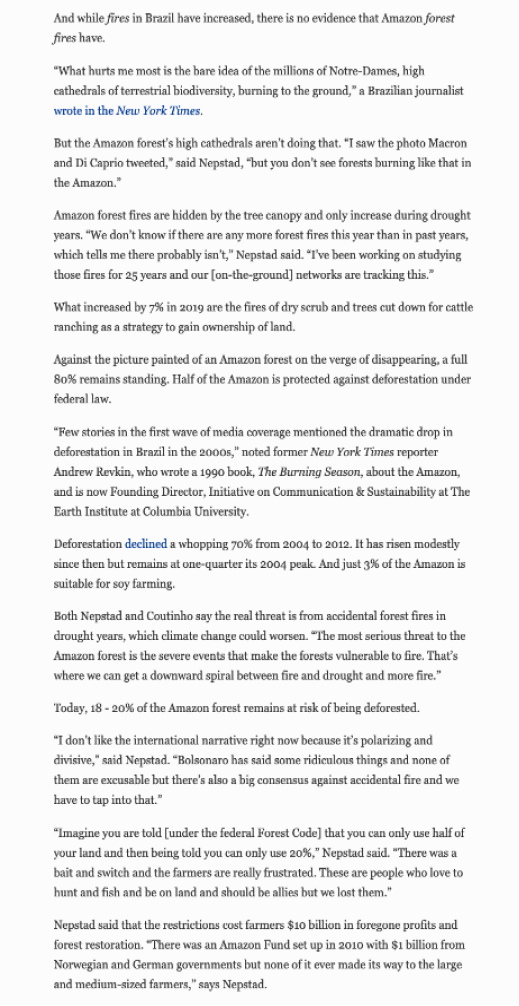 And while fires in Brazil have increased, there is no evidence that Amazon forest
fires have.
“What hurts me most is the bare idea of the millions of Notre-Dames, high
cathedrals of terrestrial biodiversity, burning to the ground,” a Brazilian journalist
wrote in the New York Times.
But the Amazon forest’s high cathedrals aren’t doing that. “I saw the photo Macron
and Di Caprio tweeted,” said Nepstad, “but you don’t see forests burning like that in
the Amazon.”
Amazon forest fires are hidden by the tree canopy and only increase during drought
years. “We don’t know if there are any more forest fires this year than in past years,
which tells me there probably isn’t,” Nepstad said. “I’ve been working on studying
those fires for 25 years and our [on-the-ground] networks are tracking this.”
What increased by 7% in 2019 are the fires of dry scrub and trees cut down for cattle
ranching as a strategy to gain ownership of land.
Against the picture painted of an Amazon forest on the verge of disappearing, a full
80% remains standing. Half of the Amazon is protected against deforestation under
federal law.
“Few stories in the first wave of media coverage mentioned the dramatic drop in
deforestation in Brazil in the 2000s,” noted former New York Times reporter
Andrew Revkin, who wrote a 1990 book, The Burning Season, about the Amazon,
and is now Founding Director, Initiative on Communication & Sustainability at The
Earth Institute at Columbia University.
Deforestation declined a whopping 70% from 2004 to 2012. It has risen modestly
since then but remains at one-quarter its 2004 peak. And just 3% of the Amazon is
suitable for soy farming.
Both Nepstad and Coutinho say the real threat is from accidental forest fires in
drought years, which climate change could worsen. “The most serious threat to the
Amazon forest is the severe events that make the forests vulnerable to fire. That’s
where we can get a downward spiral between fire and drought and more fire.”
Today, 18 - 20% of the Amazon forest remains at risk of being deforested.
“I don’t like the international narrative right now because it’s polarizing and
divisive,” said Nepstad. “Bolsonaro has said some ridiculous things and none of
them are excusable but there’s also a big consensus against accidental fire and we
have to tap into that.”
“Imagine you are told [under the federal Forest Code] that you can only use half of
your land and then being told you can only use 20%,” Nepstad said. “There was a
bait and switch and the farmers are really frustrated. These are people who love to
hunt and fish and be on land and should be allies but we lost them.”
Nepstad said that the restrictions cost farmers $10 billion in foregone profits and
forest restoration. “There was an Amazon Fund set up in 2010 with $1 billion from
Norwegian and German governments but none of it ever made its way to the large
and medium-sized farmers,” says Nepstad.